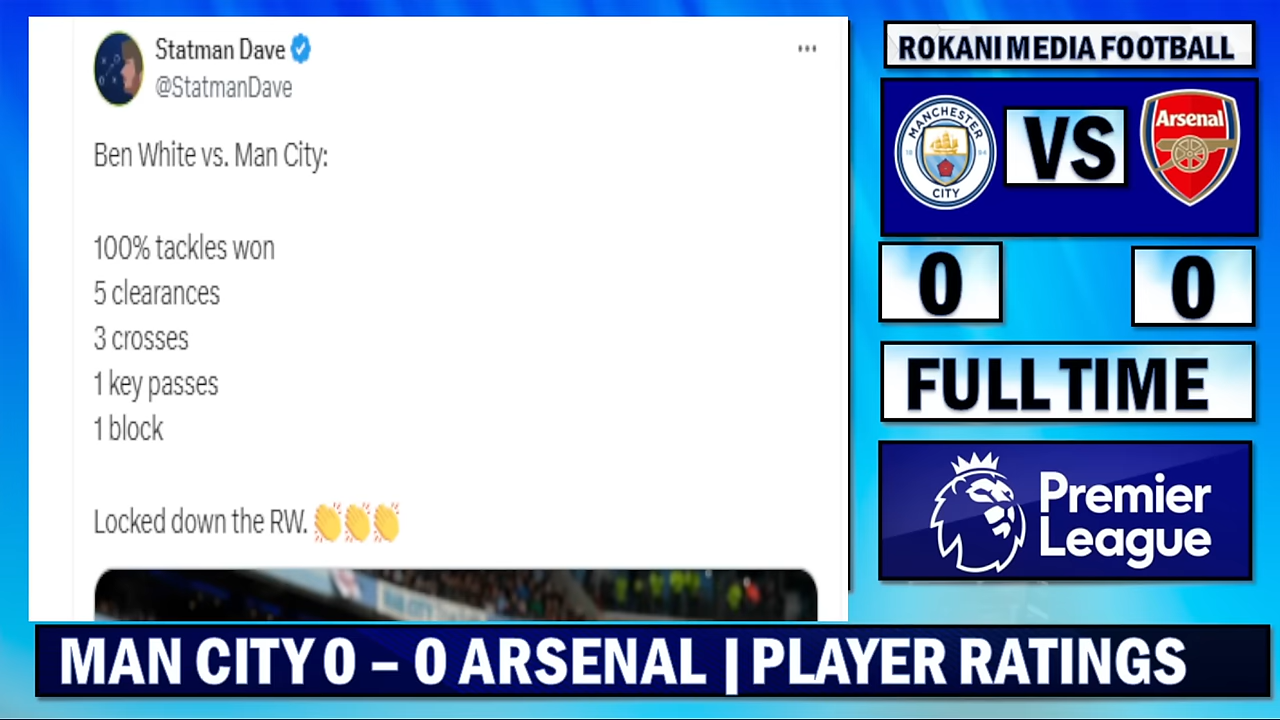 Statman Dave
@StatmanDave
Ben White vs. Man City:
100% tackles won
5 clearances
3 crosses
1 key passes
1 block
Locked down the RW. 👏👏👏
ROKANI MEDIA FOOTBALL
MANCHESTER
18 94
CITY
VS
Arsenal
0
0
FULL TIME
Premier
League
MAN CITY 0 – 0 ARSENAL | PLAYER RATINGS